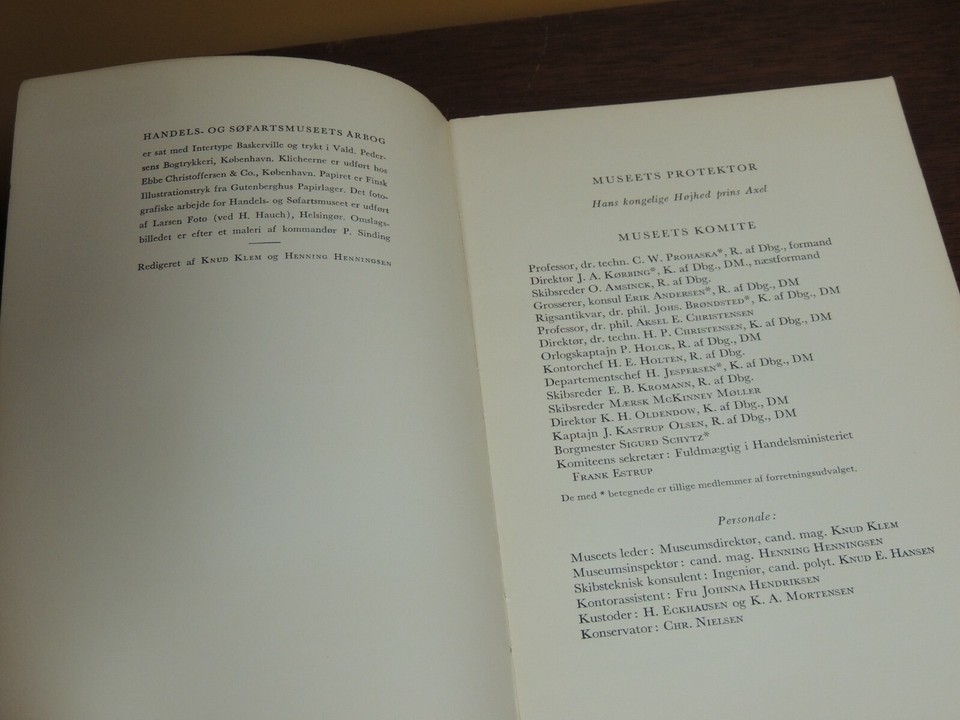 HANDELS- OG SØFARTSMUSEETS ÅRBOG
er sat med Intertype Baskerville og trykt i Vald. Peder-
sens Bogtrykkeri, København. Klicheerne er udført hos
Ebbe Christoffersen & Co., København. Papiret er Finsk
Illustrationstryk fra Gutenberghus Papirlager. Det foto-
grafiske arbejde for Handels- og Søfartsmuseet er udført
af Larsen Foto (ved H. Hauch), Helsingør. Omslags-
billedet er efter et maleri af kommandør P. Sinding
Redigeret af KNUD KLEM og HENNING HENNINGSEN
MUSEETS PROTEKTOR
Hans kongelige Højhed prins Axel
MUSEETS KOMITE
Professor, dr. techn. C. W. PROHASKA*, R. af Dbg., formand
Direktør J. A. KØRBING*, K. af Dbg., DM., næstformand
Skibsreder O. AMSINCK, R. af Dbg.
Grosserer, konsul ERIK ANDERSEN*, R. af Dbg., DM
Rigsantikvar, dr. phil. JOHS. BRØNDSTED*, K. af Dbg., DM
Professor, dr. phil. AKSEL E. CHRISTENSEN
Direktør, dr. techn. H. P. CHRISTENSEN, K. af Dbg., DM
Orlogskaptajn P. HOLCK, R. af Dbg., DM
Kontorchef H. E. HOLTEN, R. af Dbg.
Departementschef H. JESPERSEN*, K. af Dbg., DM
Skibsreder E. B. KROMANN, R. af Dbg.
Skibsreder MÆRSK MCKINNEY MØLLER
Direktør K. H. OLDENDOW, K. af Dbg., DM
Kaptajn J. KASTRUP OLSEN, R. af Dbg., DM
Borgmester SIGURD SCHYTZ*
Komiteens sekretær: Fuldmægtig i Handelsministeriet
FRANK ESTRUP
De med * betegnede er tillige medlemmer af forretningsudvalget.
Personale:
Museets leder: Museumsdirektør, cand. mag. KNUD KLEM
Museumsinspektør: cand. mag. HENNING HENNINGSEN
Skibsteknisk konsulent: Ingeniør, cand. polyt. KNUD E. HANSEN
Kontorassistent: Fru JOHNNA HENDRIKSEN
Kustoder: H. ECKHAUSEN og K. A. MORTENSEN
Konservator: CHR. NIELSEN